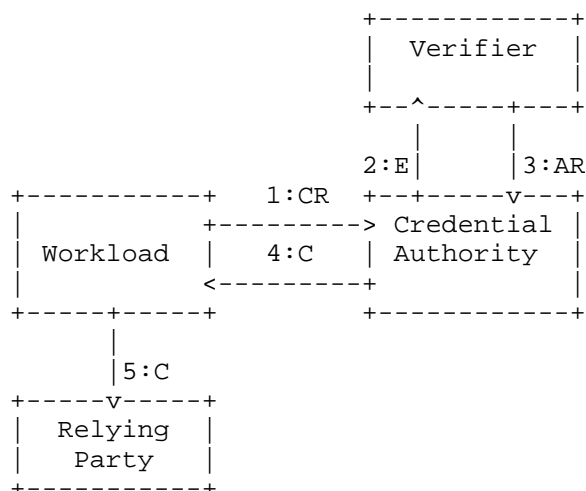 Verifier
2:E
3:AR
1:CR
Credential
Workload
4:C
Authority
5:C
Relying
Party